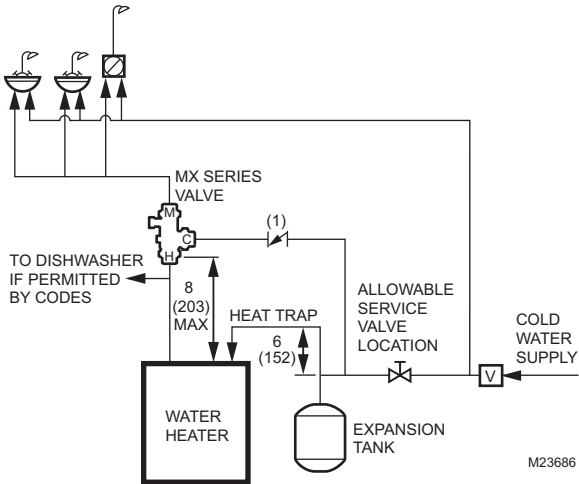 MX SERIES
VALVE
M
(1)
C
H
TO DISHWASHER
IF PERMITTED
BY CODES
8
(203)
MAX
HEAT TRAP
6
(152)
ALLOWABLE
SERVICE
VALVE
LOCATION
COLD
WATER
SUPPLY
V
WATER
HEATER
EXPANSION
TANK
M23686